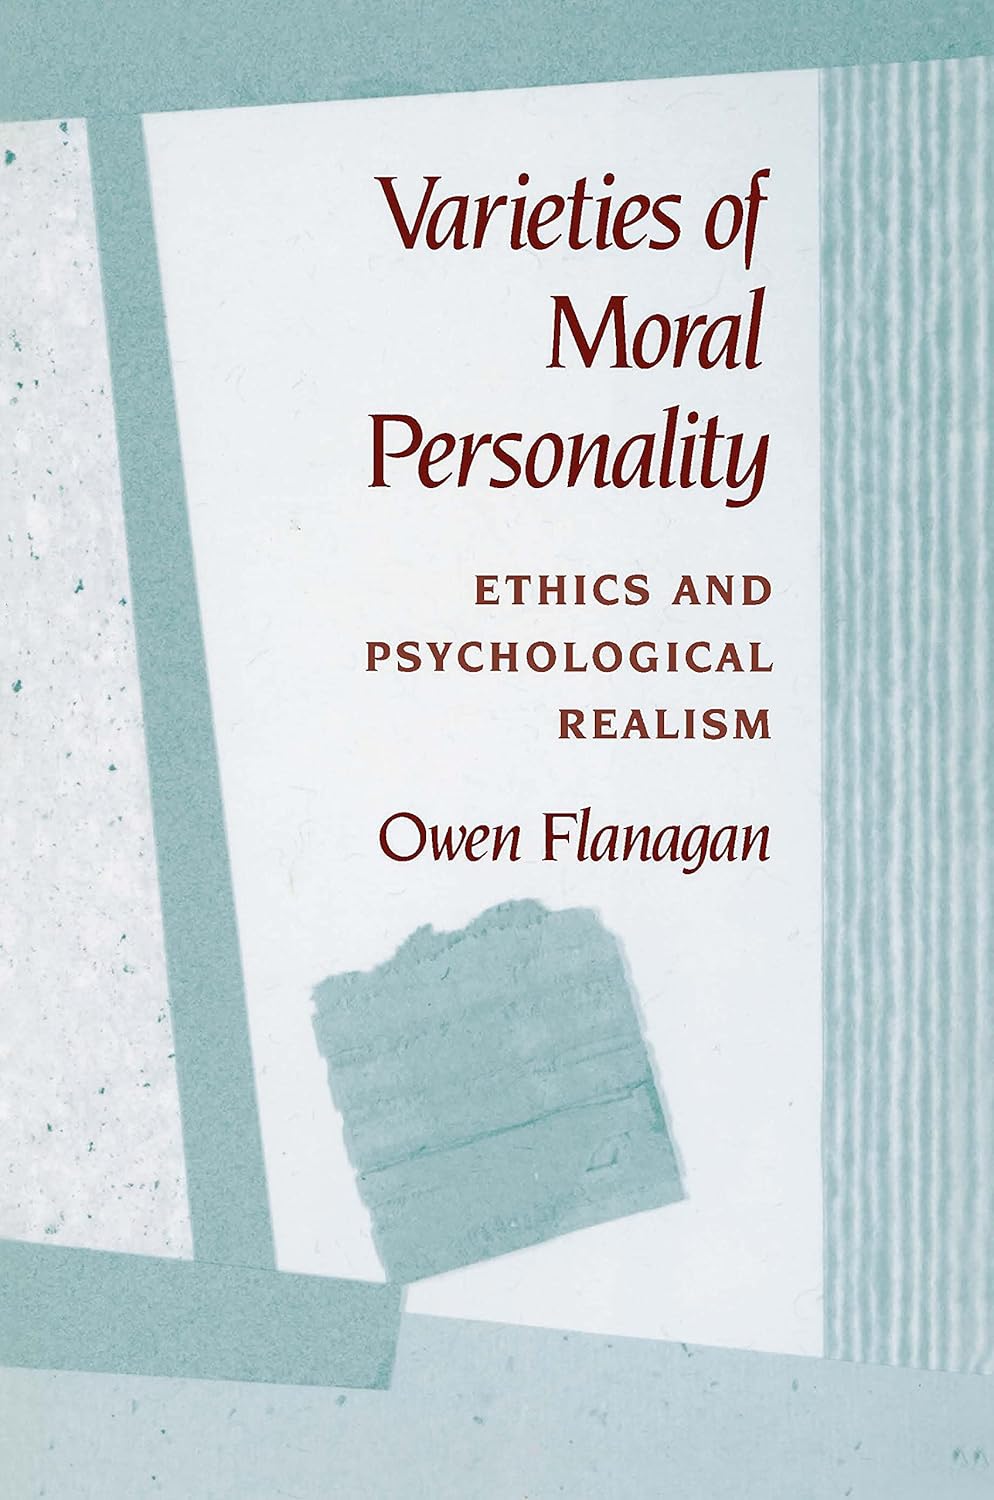 Varieties of
Moral
Personality
ETHICS AND
PSYCHOLOGICAL
REALISM
Owen Flanagan